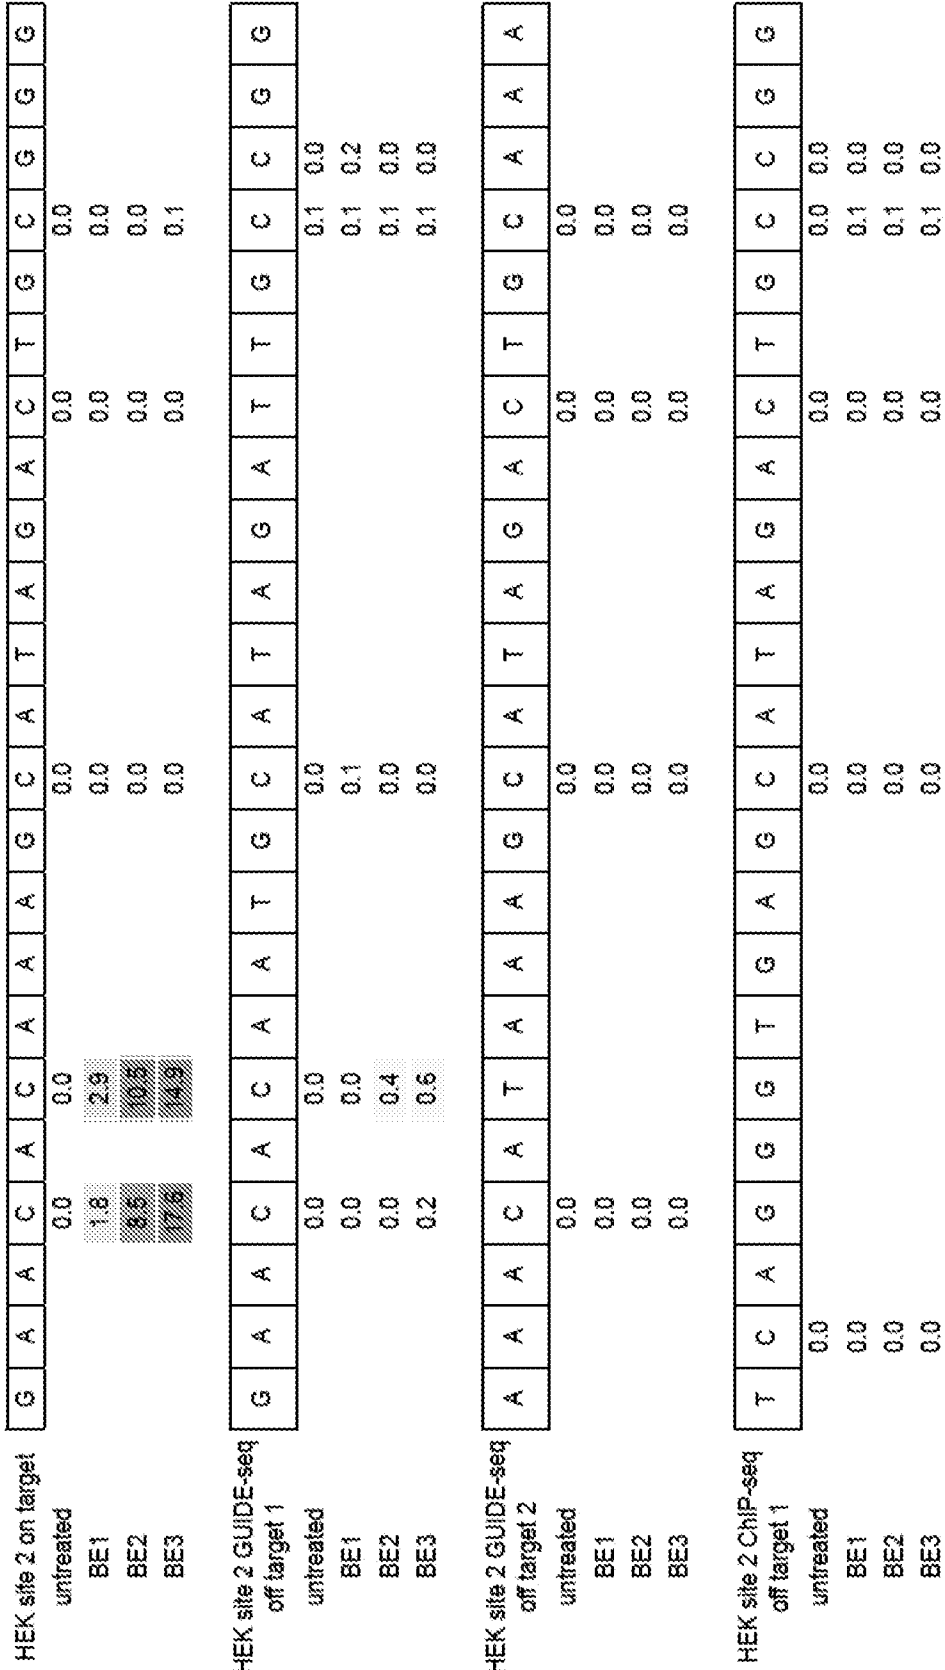 HEK site 2 on target G A A C A C A A A G C A T A G A C T G C G G G
untreated 0.0 0.0 0.0 0.0 0.0
BE1 1.8 2.9 0.0 0.0 0.0
BE2 8.5 10.5 0.0 0.0 0.0
BE3 17.6 14.9 0.0 0.0 0.1
HEK site 2 GUIDE-seq
off target 1 G A A C A C A A T G C A T A G A T T G C C G G
untreated 0.0 0.0 0.0 0.1 0.0
BE1 0.0 0.0 0.1 0.1 0.2
BE2 0.0 0.4 0.0 0.1 0.0
BE3 0.2 0.6 0.0 0.1 0.0
HEK site 2 GUIDE-seq
off target 2 A A A C A T A A A G C A T A G A C T G C A A A
untreated 0.0 0.0 0.0 0.0
BE1 0.0 0.0 0.0 0.0
BE2 0.0 0.0 0.0 0.0
BE3 0.0 0.0 0.0 0.0
HEK site 2 ChIP-seq
off target 1 T C A G G G T G A G C A T A G A C T G C C G G
untreated 0.0 0.0 0.0 0.0 0.0
BE1 0.0 0.0 0.0 0.1 0.0
BE2 0.0 0.0 0.0 0.1 0.0
BE3 0.0 0.0 0.0 0.1 0.0